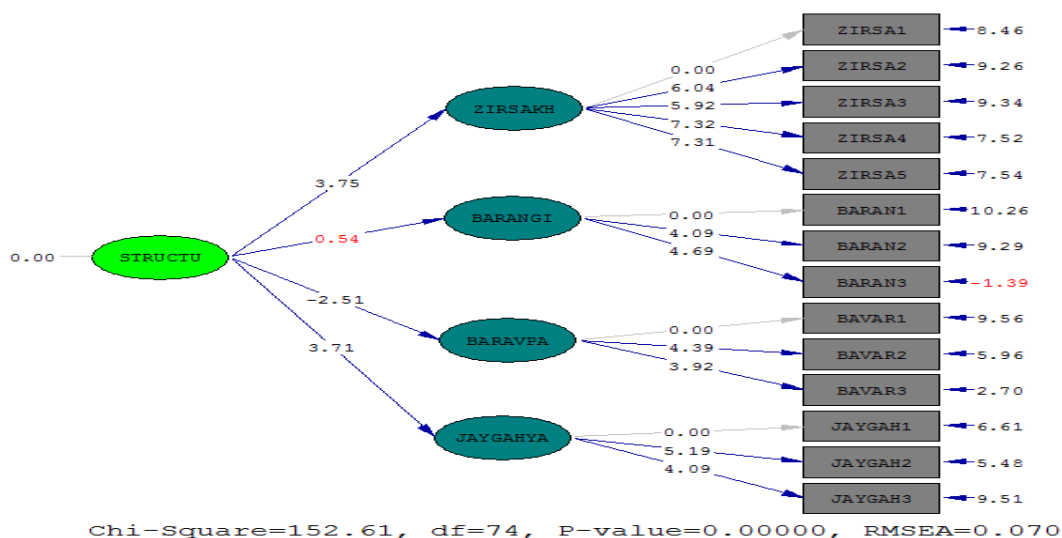 ZIRSA1 8.46
0.00
ZIRSA2 9.26
6.04
ZIRSAKH 5.92 ZIRSA3 9.34
7.32
ZIRSA4 7.52
7.31
ZIRSA5 7.54
3.75
BARAN1 10.26
0.00
BARANGI 4.09 BARAN2 9.29
0.54 4.69
0.00 STRUCTU BARAN3 -1.39
-2.51
BAVAR1 9.56
0.00
BARAVPA 4.39 BAVAR2 5.96
3.71 3.92
BAVAR3 2.70
JAYGAH1 6.61
0.00
JAYGAHYA 5.19 JAYGAH2 5.48
4.09
JAYGAH3 9.51
Chi-Square=152.61, df=74, P-value=0.00000, RMSEA=0.070